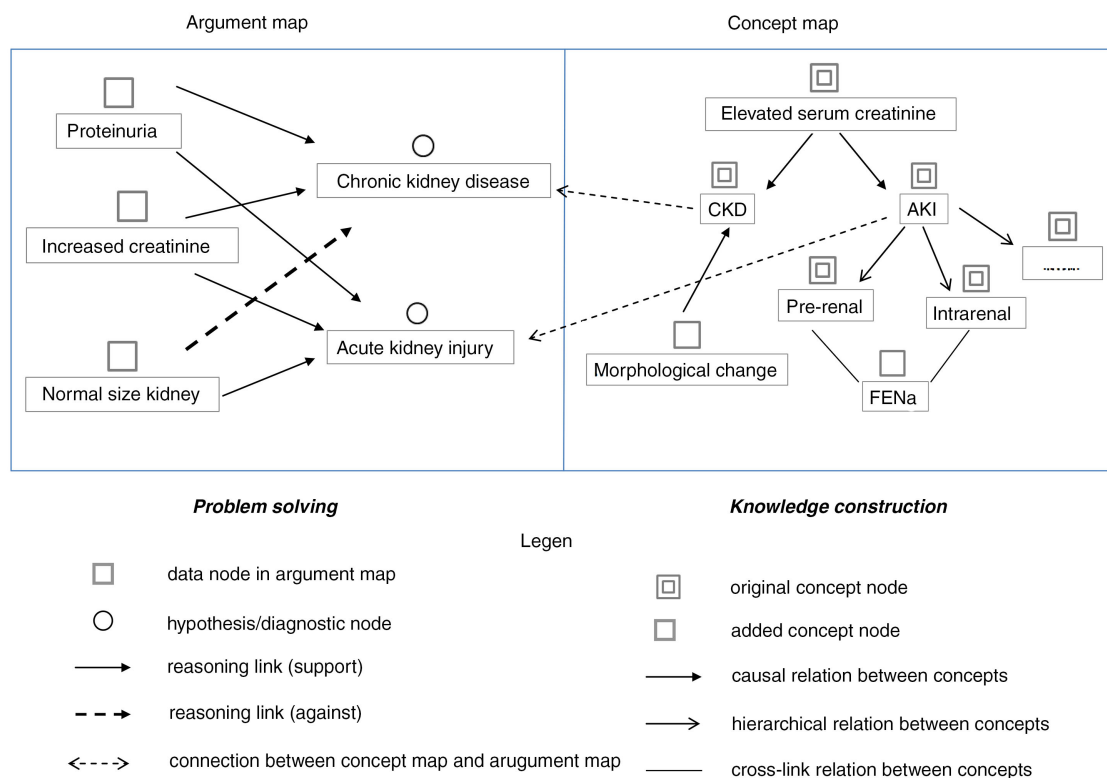 Argument map
Concept map
Proteinuria
Increased creatinine
Normal size kidney
Chronic kidney disease
Acute kidney injury
Elevated serum creatinine
CKD
AKI
.......
Pre-renal
Intrarenal
Morphological change
FENa
Problem solving
Knowledge construction
Legen
data node in argument map
hypothesis/diagnostic node
reasoning link (support)
reasoning link (against)
connection between concept map and arugument map
original concept node
added concept node
causal relation between concepts
hierarchical relation between concepts
cross-link relation between concepts